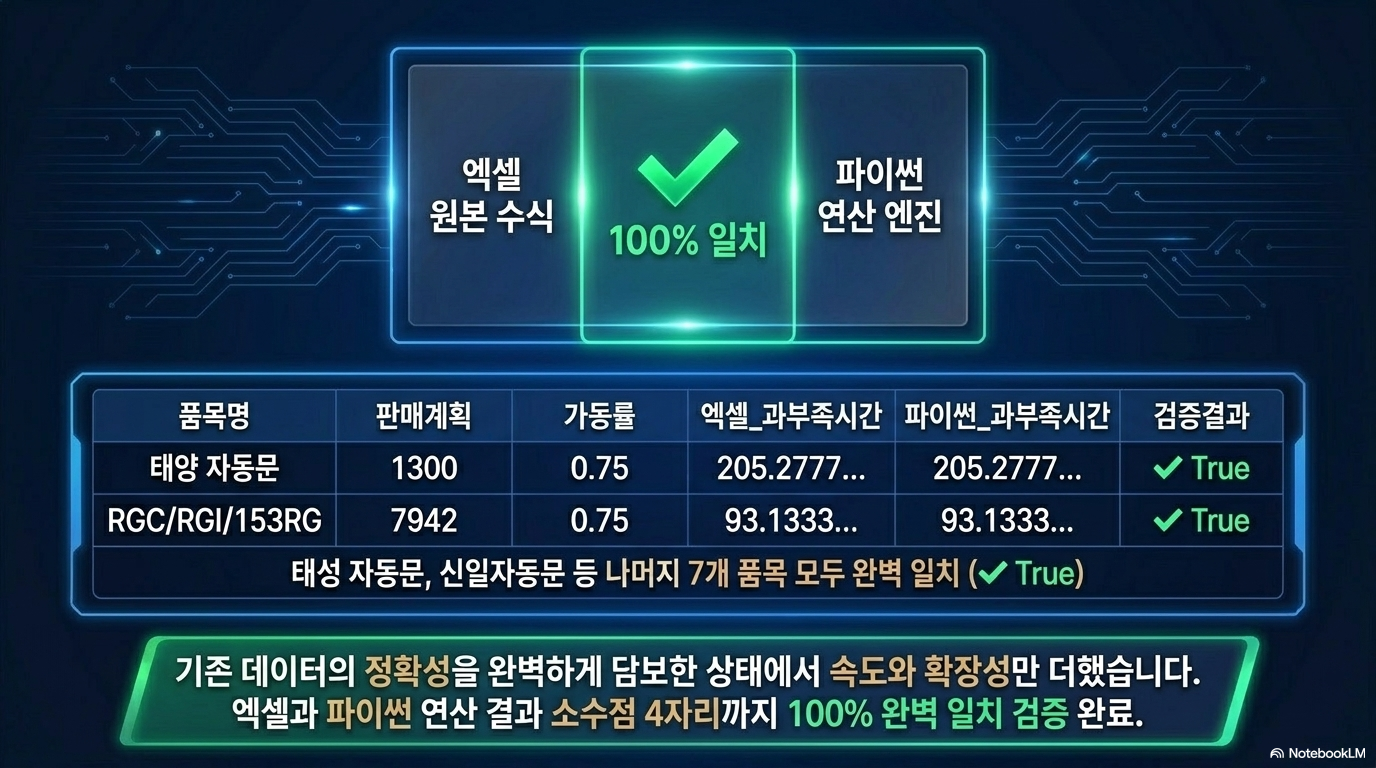 엑셀
원본 수식
100% 일치
파이썬
연산 엔진
품목명 판매계획 가동률 엑셀_과부족시간 파이썬_과부족시간 검증결과
태양 자동문 1300 0.75 205.2777... 205.2777... ✔ True
RGC/RGI/153RG 7942 0.75 93.1333... 93.1333... ✔ True
태성 자동문, 신일자동문 등 나머지 7개 품목 모두 완벽 일치 (✔ True)
기존 데이터의 정확성을 완벽하게 담보한 상태에서 속도와 확장성만 더했습니다.
엑셀과 파이썬 연산 결과 소수점 4자리까지 100% 완벽 일치 검증 완료.
NotebookLM